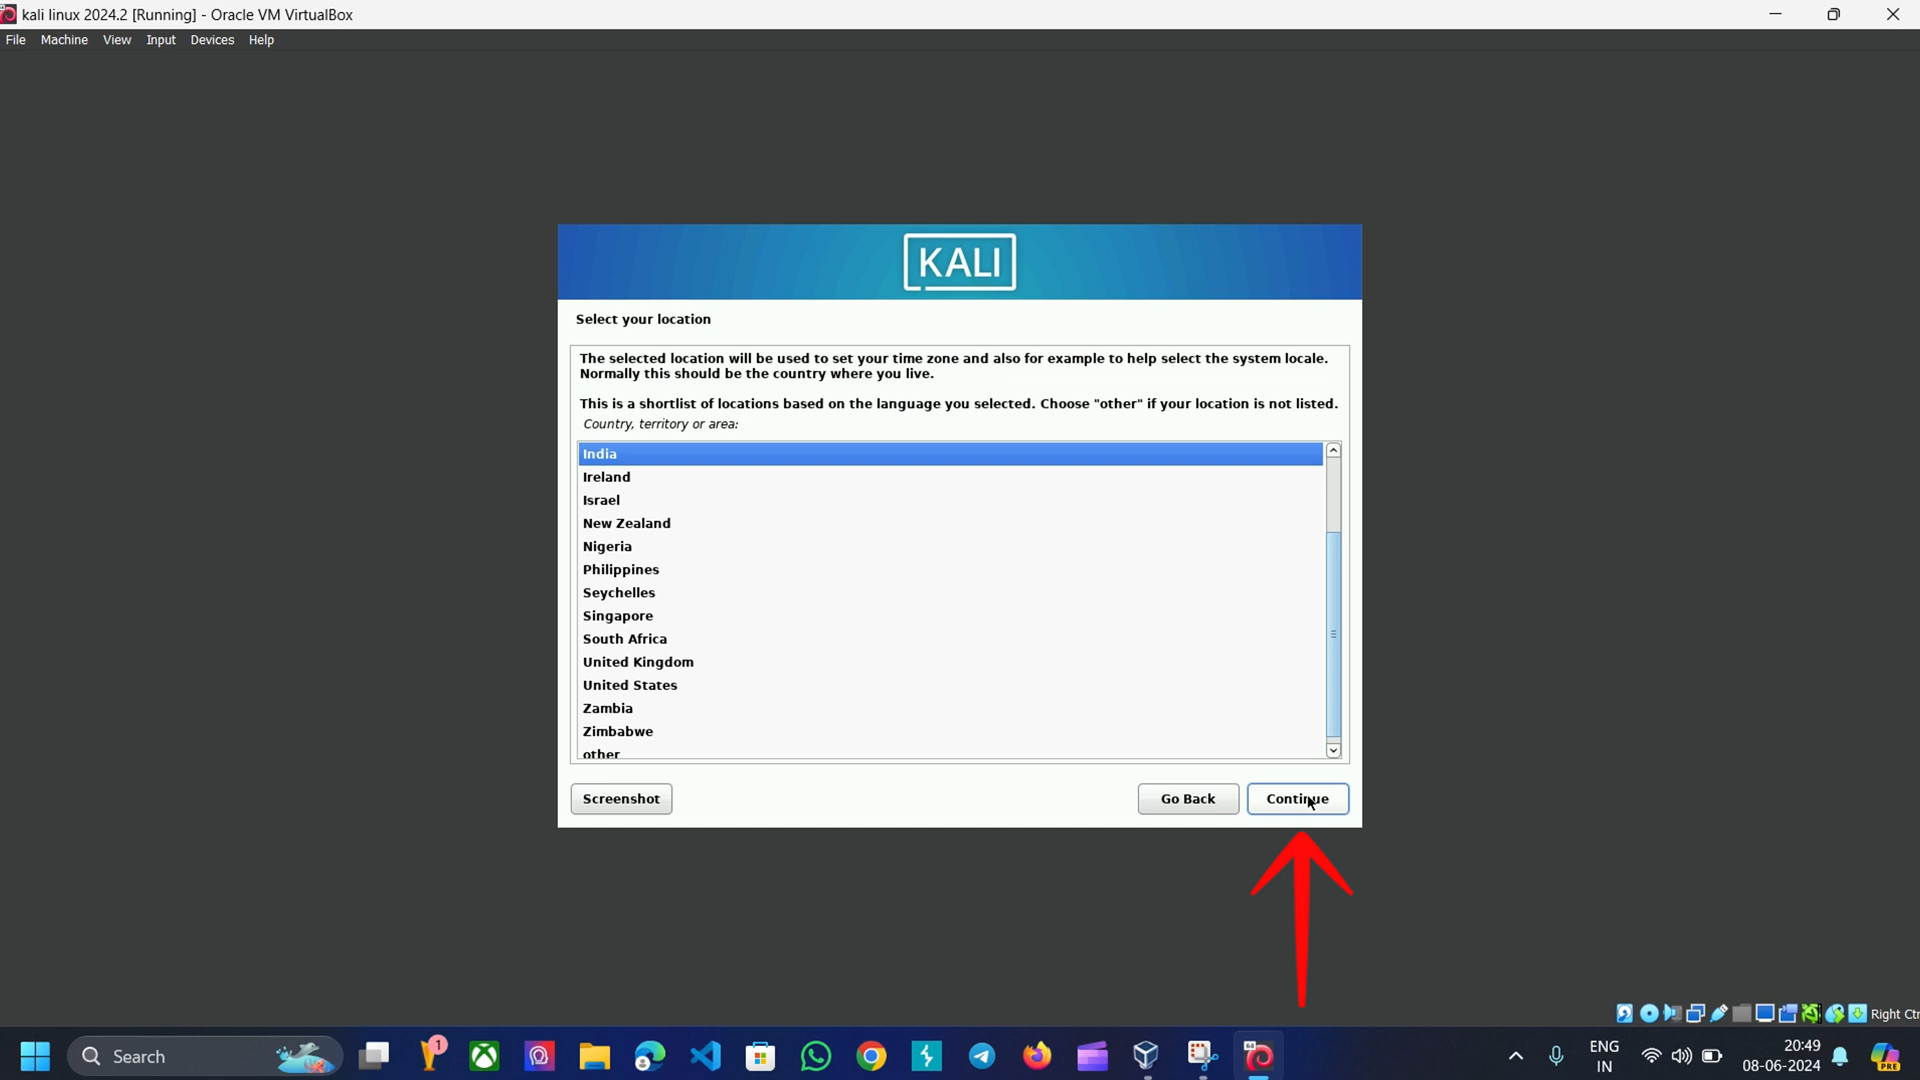 kali linux 2024.2 [Running] - Oracle VM VirtualBox
File Machine View Input Devices Help
KALI
Select your location
The selected location will be used to set your time zone and also for example to help select the system locale.
Normally this should be the country where you live.
This is a shortlist of locations based on the language you selected. Choose "other" if your location is not listed.
Country, territory or area:
India
Ireland
Israel
New Zealand
Nigeria
Philippines
Seychelles
Singapore
South Africa
United Kingdom
United States
Zambia
Zimbabwe
other
Screenshot Go Back Continue
Right Ctr
Search
1
64
ENG
IN
20:49
08-06-2024
PRE